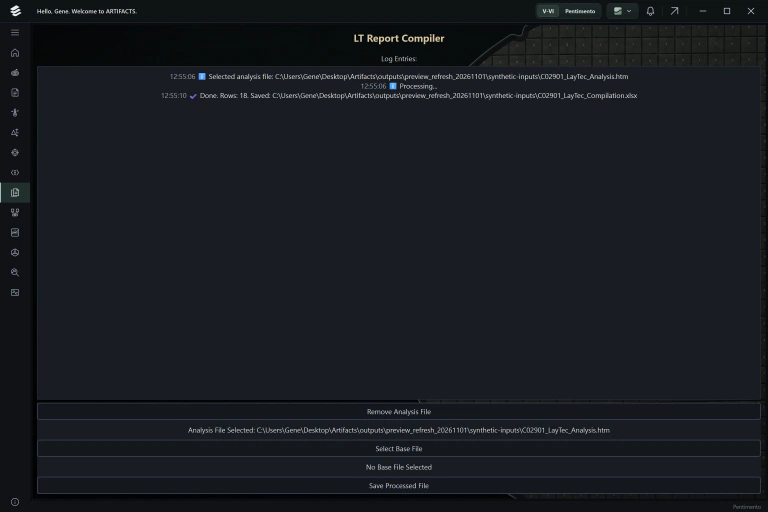 Hello, Gene. Welcome to ARTIFACTS.
V-VI Pentimento
LT Report Compiler
Log Entries:
12:55:06 Selected analysis file: C:\Users\Gene\Desktop\Artifacts\outputs\preview_refresh_20261101\synthetic-inputs\C02901_LayTec_Analysis.htm
12:55:06 Processing...
12:55:10 Done. Rows: 18. Saved: C:\Users\Gene\Desktop\Artifacts\outputs\preview_refresh_20261101\synthetic-inputs\C02901_LayTec_Compilation.xlsx
Remove Analysis File
Analysis File Selected: C:\Users\Gene\Desktop\Artifacts\outputs\preview_refresh_20261101\synthetic-inputs\C02901_LayTec_Analysis.htm
Select Base File
No Base File Selected
Save Processed File
Pentimento